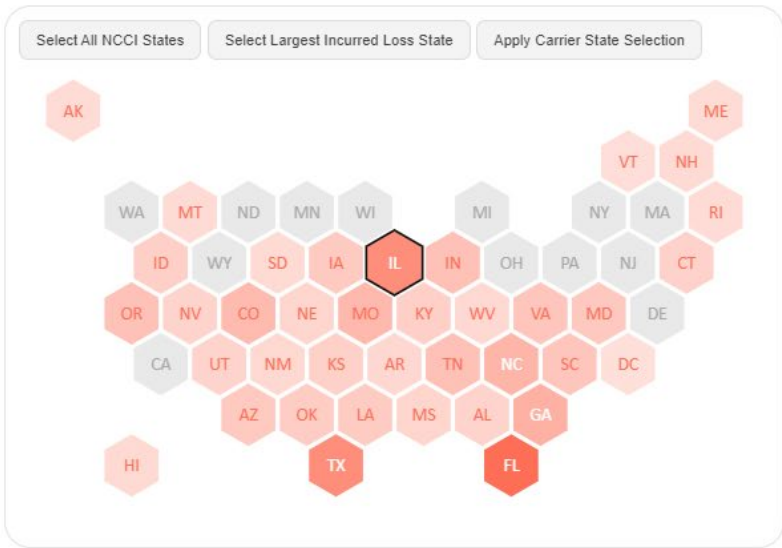 Select All NCCI States Select Largest Incurred Loss State Apply Carrier State Selection
AK ME
VT NH
WA MT ND MN WI MI NY MA RI
ID WY SD IA IL IN OH PA NJ CT
OR NV CO NE MO KY WV VA MD DE
CA UT NM KS AR TN NC SC DC
AZ OK LA MS AL GA
HI TX FL